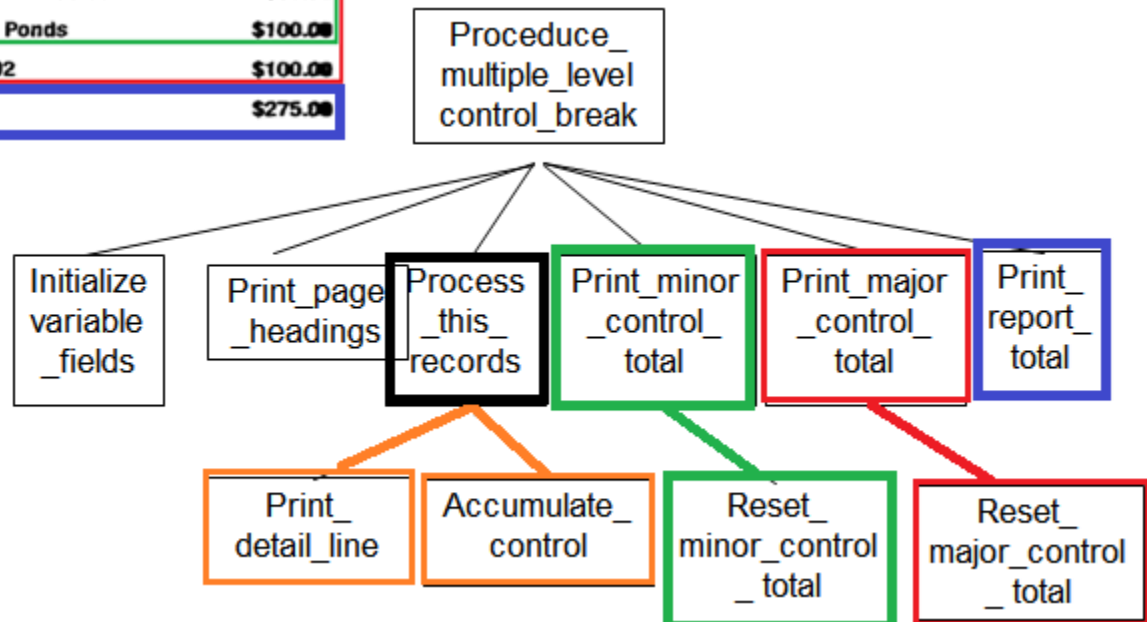 Ponds $100.00
02 $100.00
$275.00
Proceduce_
multiple_level
control_break
Initialize
variable
_fields
Print_page
_headings
Process
_this_
records
Print_minor
_control_
total
Print_major
_control_
total
Print_
report_
total
Print_
detail_line
Accumulate_
control
Reset_
minor_control
_ total
Reset_
major_control
_ total